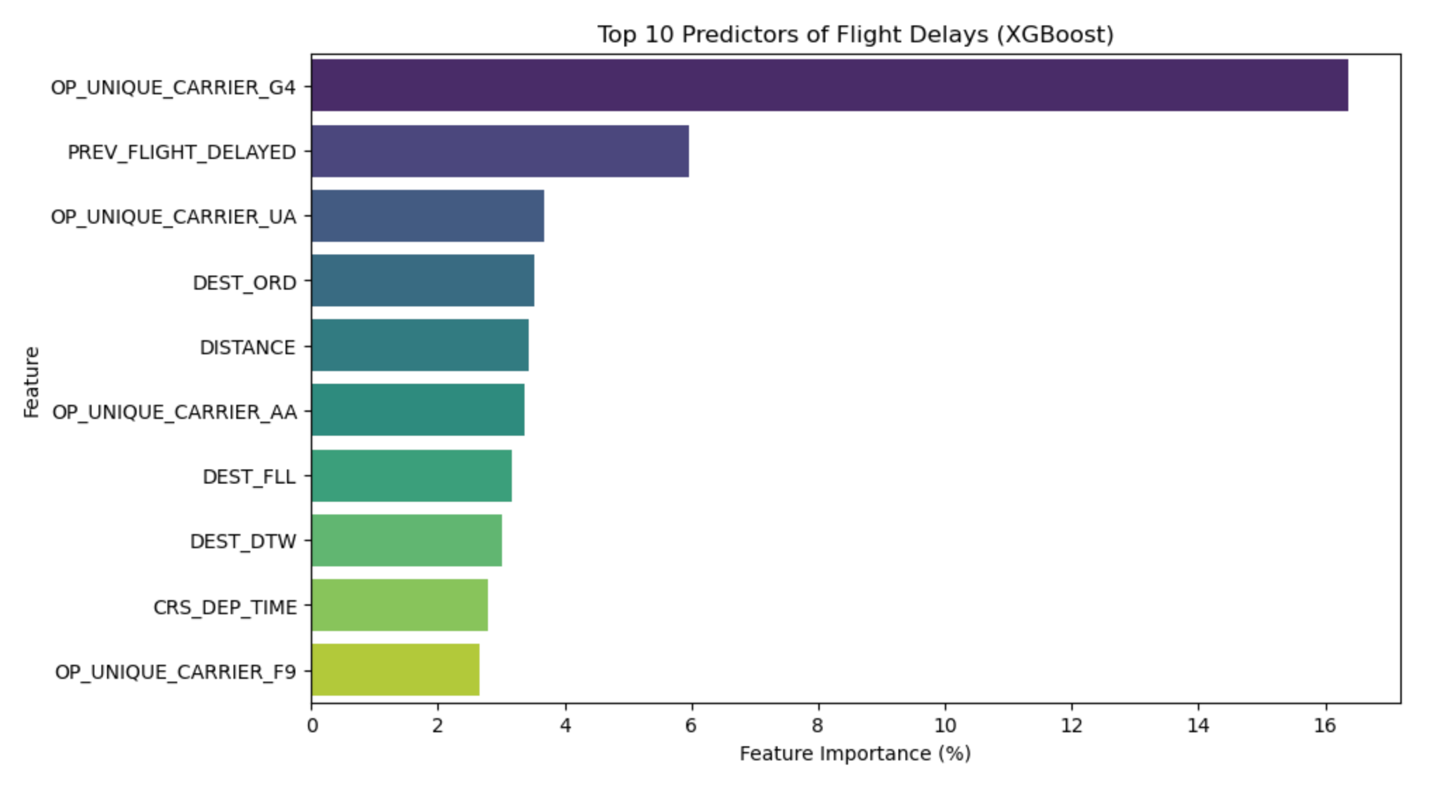 Top 10 Predictors of Flight Delays (XGBoost)
OP_UNIQUE_CARRIER_G4
PREV_FLIGHT_DELAYED
OP_UNIQUE_CARRIER_UA
DEST_ORD
DISTANCE
OP_UNIQUE_CARRIER_AA
DEST_FLL
DEST_DTW
CRS_DEP_TIME
OP_UNIQUE_CARRIER_F9
Feature
0 2 4 6 8 10 12 14 16
Feature Importance (%)